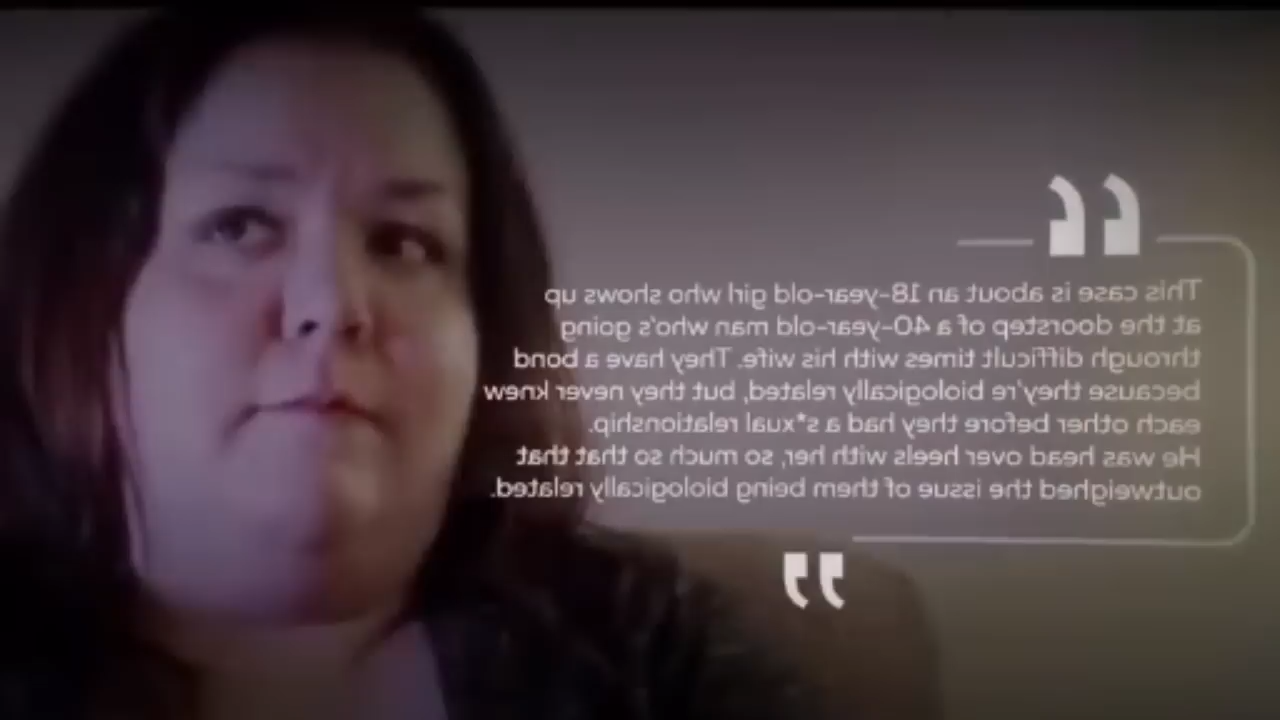 This case is about an 18-year-old girl who shows up
at the doorstep of a 40-year-old man who's going
through difficult times with his wife. They have a bond
because they're biologically related, but they never knew
each other before they had a s*xual relationship.
He was head over heels with her, so much so that that
outweighed the issue of them being biologically related.